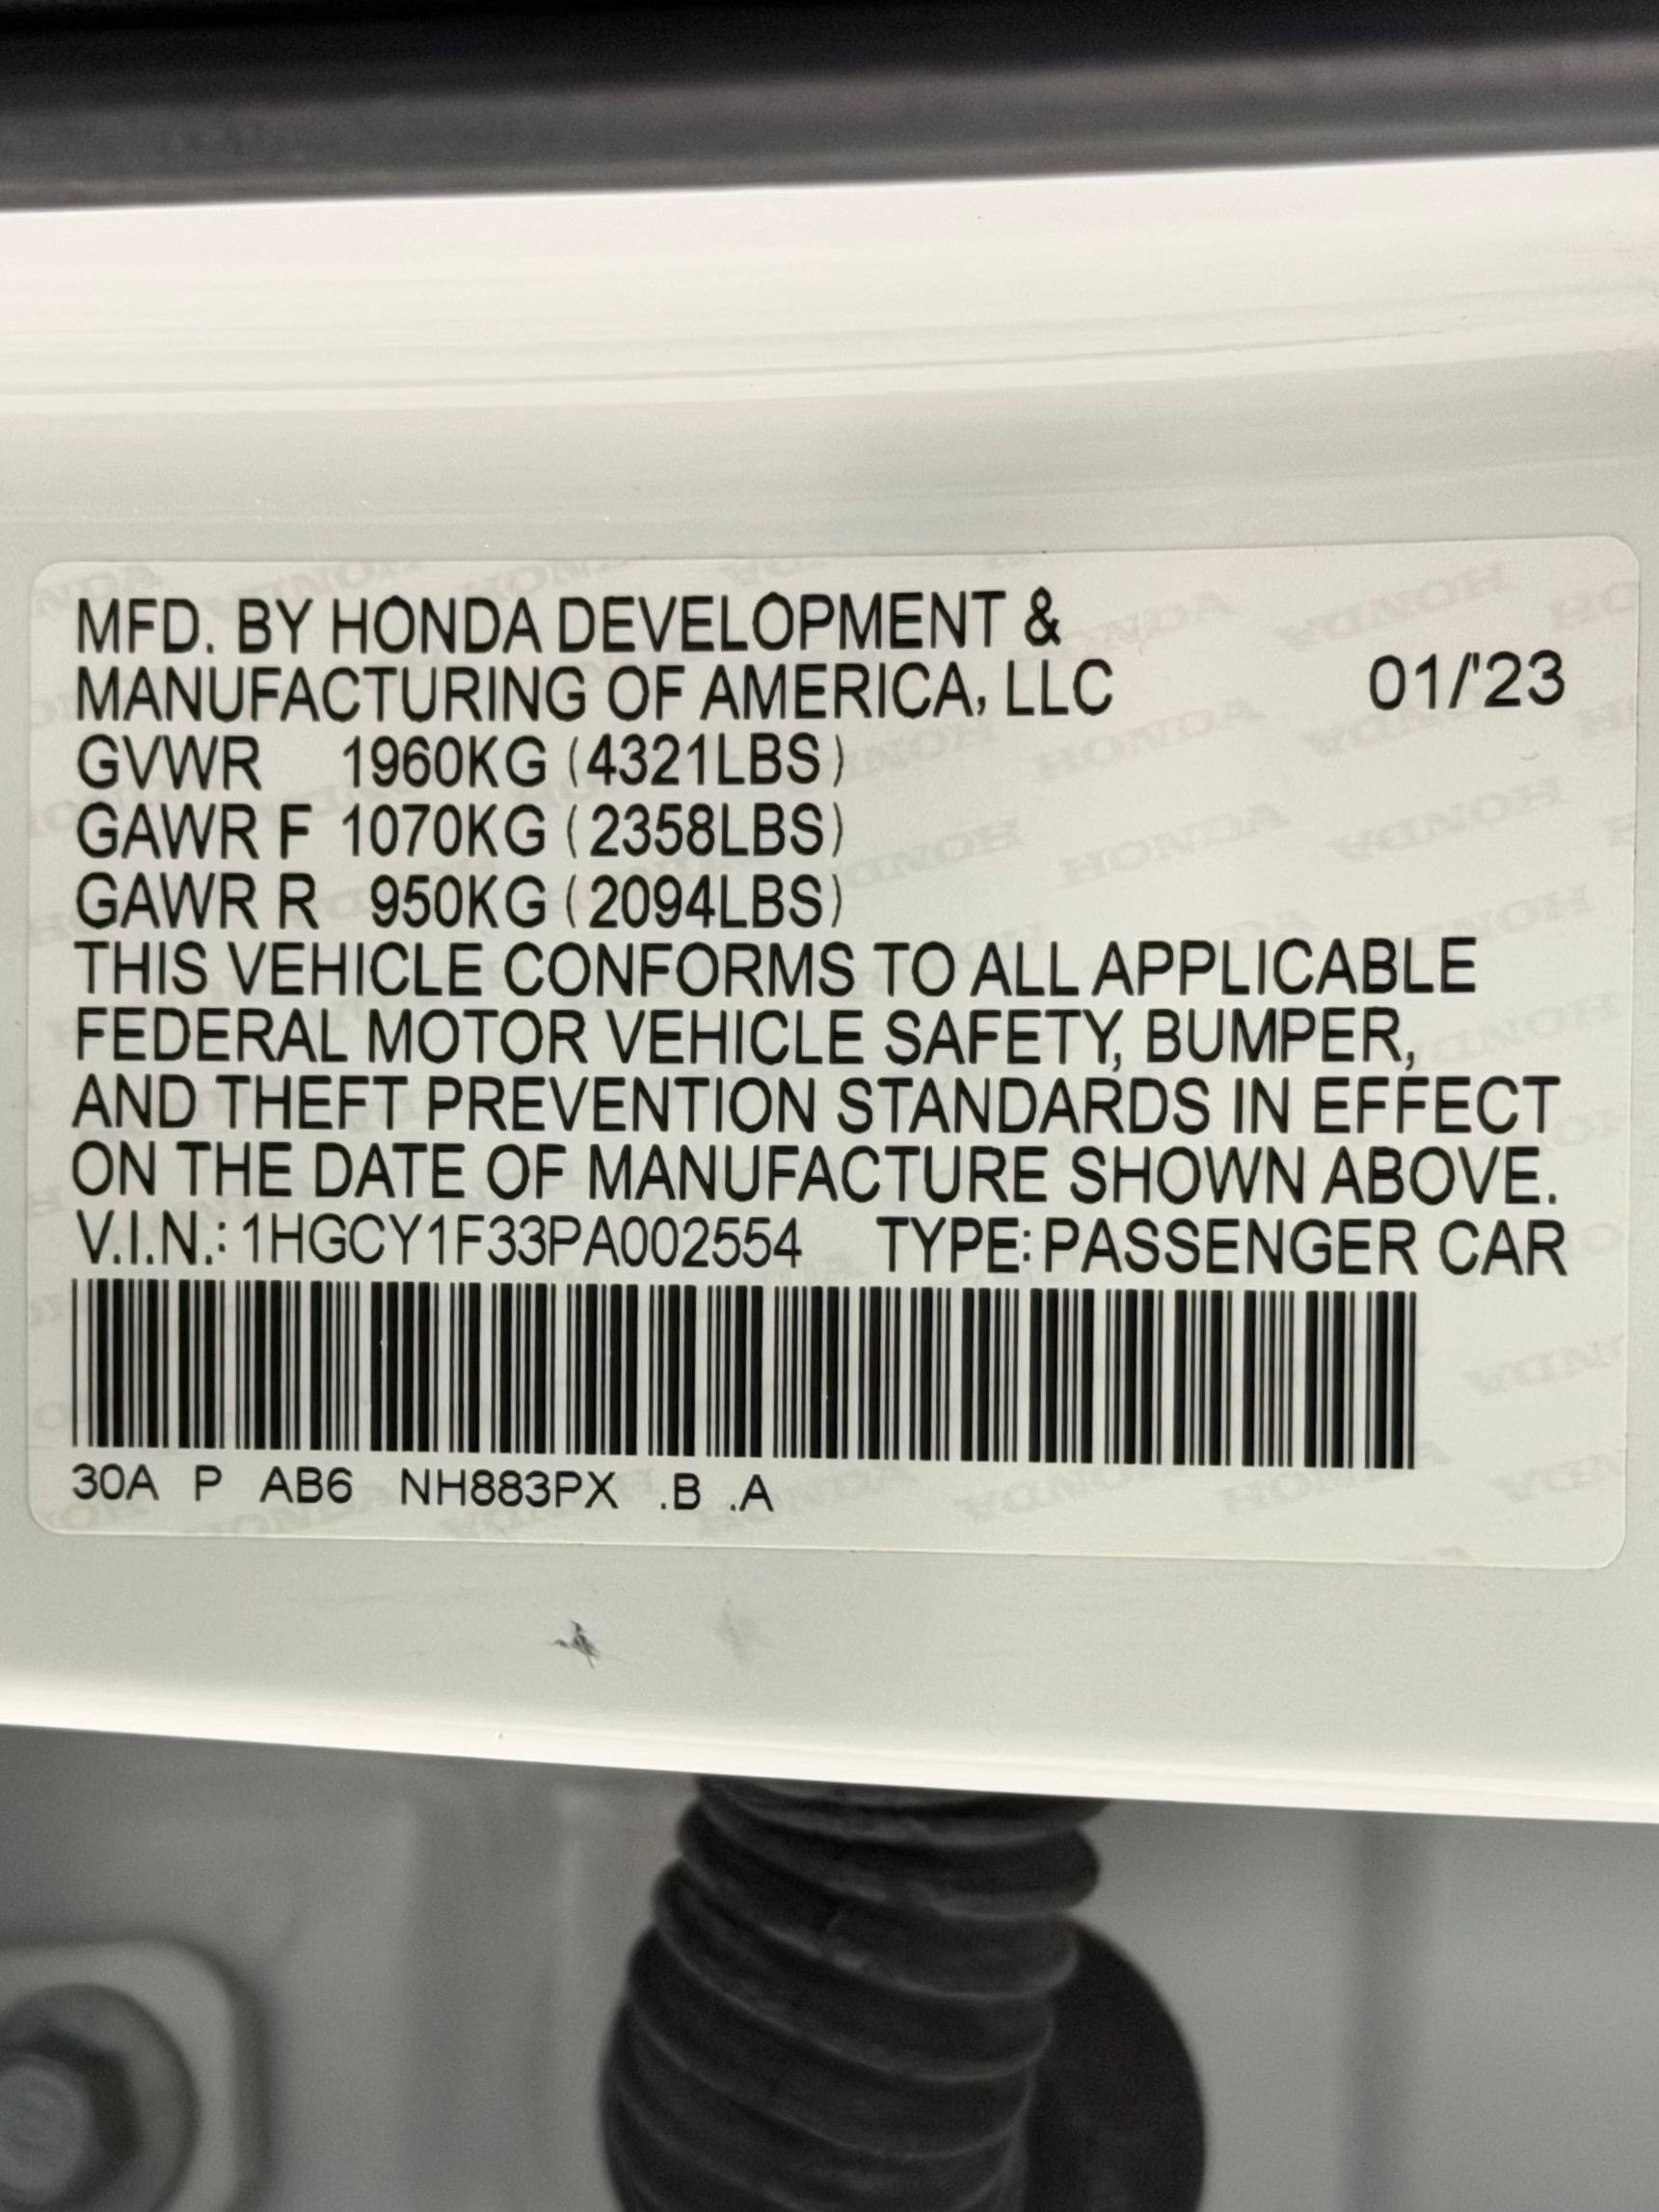 MFD. BY HONDA DEVELOPMENT &
MANUFACTURING OF AMERICA, LLC 01/'23
GVWR 1960KG (4321LBS)
GAWR F 1070KG (2358LBS)
GAWR R 950KG (2094LBS)
THIS VEHICLE CONFORMS TO ALL APPLICABLE
FEDERAL MOTOR VEHICLE SAFETY, BUMPER,
AND THEFT PREVENTION STANDARDS IN EFFECT
ON THE DATE OF MANUFACTURE SHOWN ABOVE.
V.I.N.: 1HGCY1F33PA002554 TYPE: PASSENGER CAR
30A P AB6 NH883PX .B .A